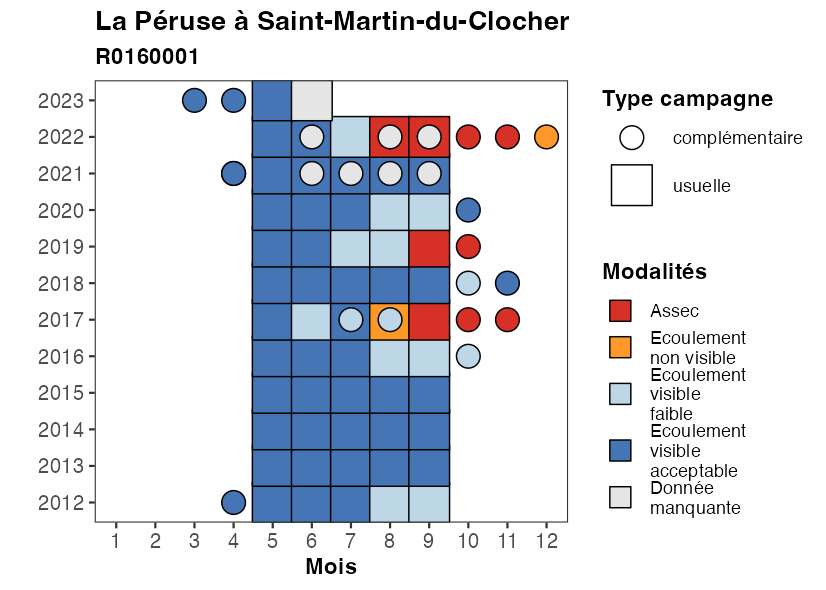 La Péruse à Saint-Martin-du-Clocher
R0160001
2023
2022
2021
2020
2019
2018
2017
2016
2015
2014
2013
2012
1 2 3 4 5 6 7 8 9 10 11 12
Mois
Type campagne
complémentaire
usuelle
Modalités
Assec
Ecoulement
non visible
Ecoulement
visible
faible
Ecoulement
visible
acceptable
Donnée
manquante